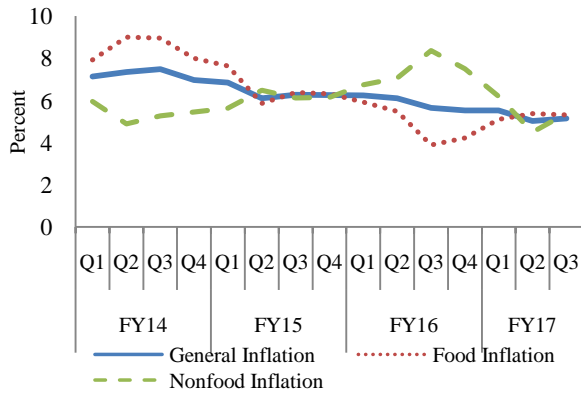 10
8
6
4
2
0
Percent
Q1 Q2 Q3 Q4 Q1 Q2 Q3 Q4 Q1 Q2 Q3 Q4 Q1 Q2 Q3
FY14 FY15 FY16 FY17
General Inflation Food Inflation
Nonfood Inflation